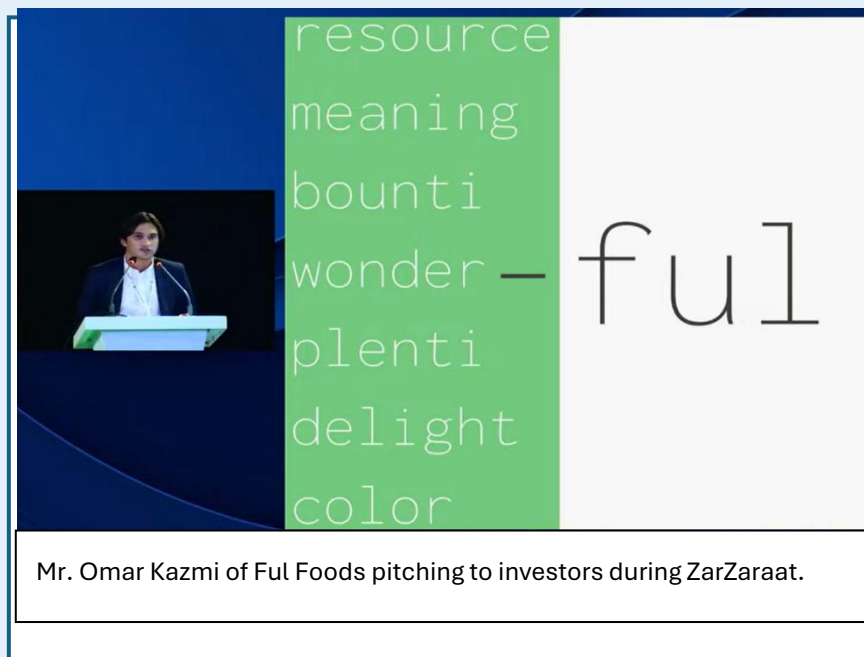 resource
meaning
bounti
wonder – ful
plenti
delight
color
Mr. Omar Kazmi of Ful Foods pitching to investors during ZarZaraat.